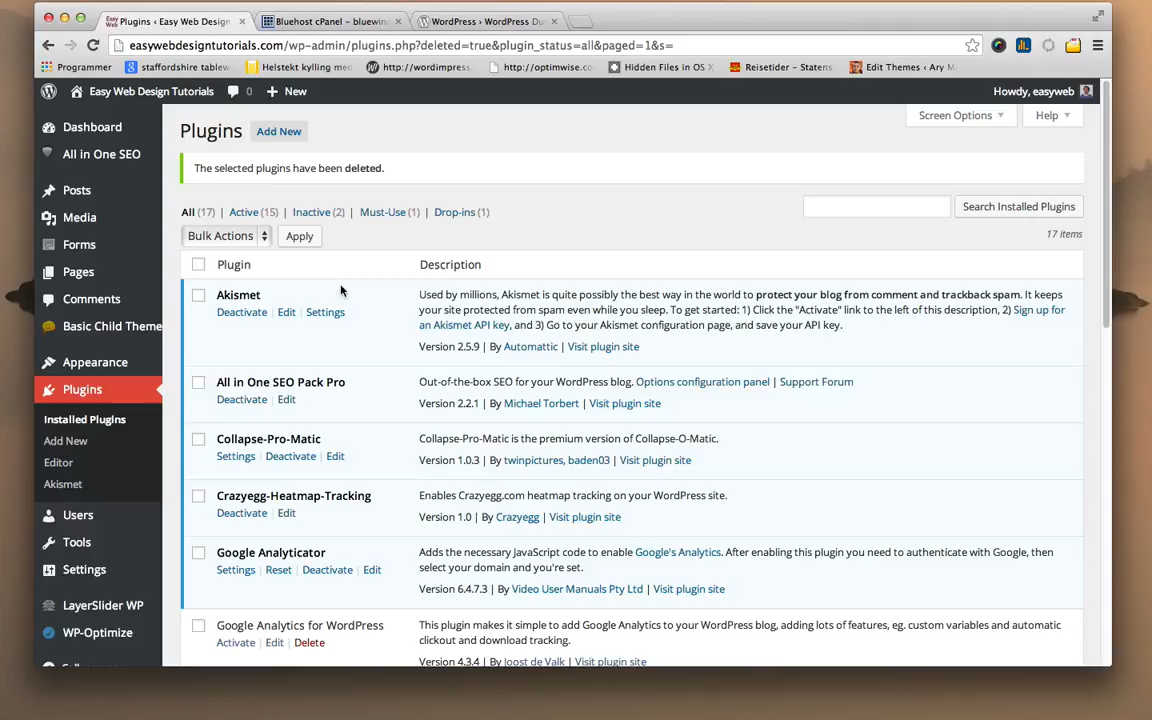 Plugins ‹ Easy Web Design
Bluehost cPanel – bluewin
WordPress › WordPress Du
easywebdesigntutorials.com/wp-admin/plugins.php?deleted=true&plugin_status=all&paged=1&s=
Programmer
staffordshire tablew
Helstekt kylling me
http://wordimpress.
http://optimwise.co
Hidden Files in OS X
Reisetider – Statens
Edit Themes ‹ Ary M
Easy Web Design Tutorials
0
New
Howdy, easyweb
Dashboard
All in One SEO
Posts
Media
Forms
Pages
Comments
Basic Child Theme
Appearance
Plugins
Installed Plugins
Add New
Editor
Akismet
Users
Tools
Settings
LayerSlider WP
WP-Optimize
Plugins Add New
Screen Options
Help
The selected plugins have been deleted.
All (17) | Active (15) | Inactive (2) | Must-Use (1) | Drop-ins (1)
Search Installed Plugins
Bulk Actions
Apply
17 items
Plugin
Description
Akismet
Deactivate | Edit | Settings
Used by millions, Akismet is quite possibly the best way in the world to protect your blog from comment and trackback spam. It keeps
your site protected from spam even while you sleep. To get started: 1) Click the "Activate" link to the left of this description, 2) Sign up for
an Akismet API key, and 3) Go to your Akismet configuration page, and save your API key.
Version 2.5.9 | By Automattic | Visit plugin site
All in One SEO Pack Pro
Deactivate | Edit
Out-of-the-box SEO for your WordPress blog. Options configuration panel | Support Forum
Version 2.2.1 | By Michael Torbert | Visit plugin site
Collapse-Pro-Matic
Settings | Deactivate | Edit
Collapse-Pro-Matic is the premium version of Collapse-O-Matic.
Version 1.0.3 | By twinpictures, baden03 | Visit plugin site
Crazyegg-Heatmap-Tracking
Deactivate | Edit
Enables Crazyegg.com heatmap tracking on your WordPress site.
Version 1.0 | By Crazyegg | Visit plugin site
Google Analyticator
Settings | Reset | Deactivate | Edit
Adds the necessary JavaScript code to enable Google's Analytics. After enabling this plugin you need to authenticate with Google, then
select your domain and you're set.
Version 6.4.7.3 | By Video User Manuals Pty Ltd | Visit plugin site
Google Analytics for WordPress
Activate | Edit | Delete
This plugin makes it simple to add Google Analytics to your WordPress blog, adding lots of features, eg. custom variables and automatic
clickout and download tracking.
Version 4.3.4 | By Joost de Valk | Visit plugin site